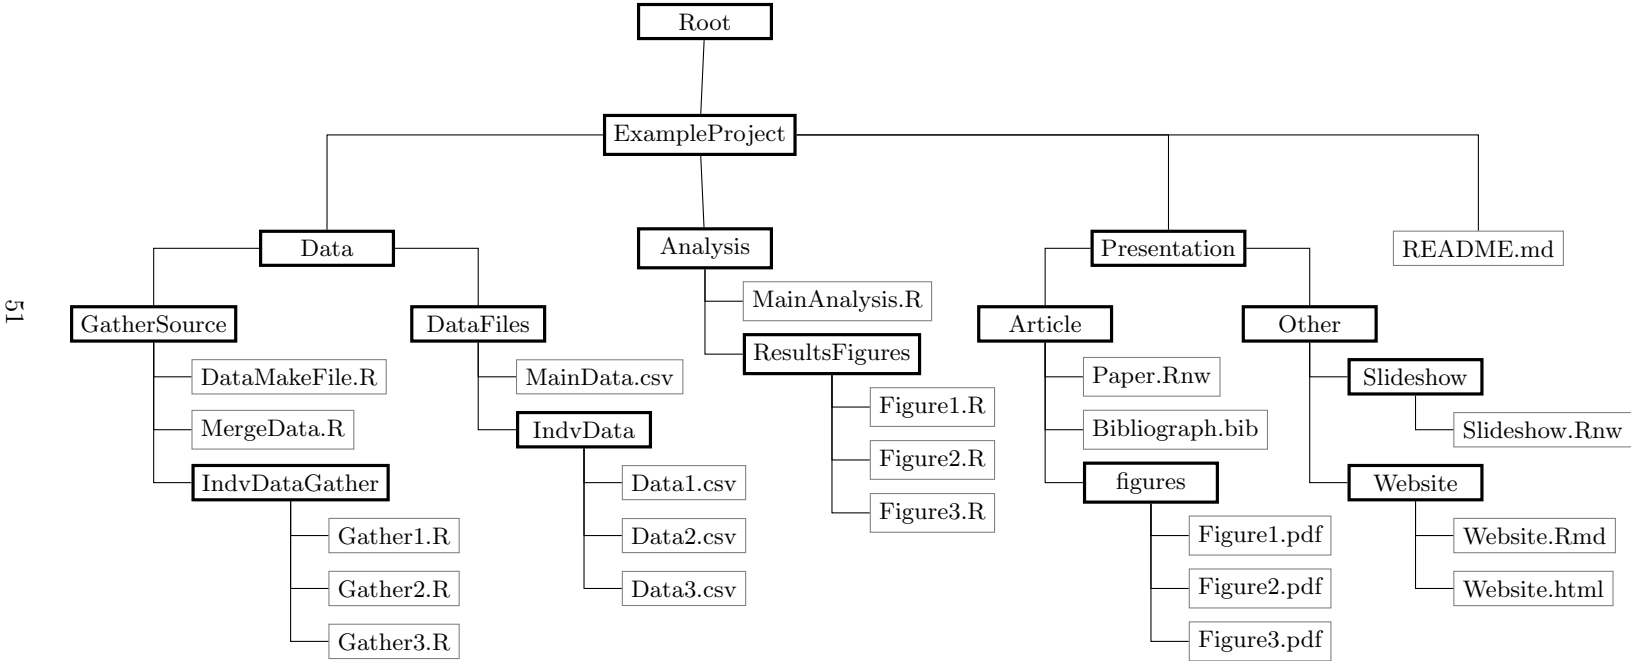 Root
ExampleProject
Data
Analysis
Presentation
README.md
GatherSource
DataMakeFile.R
MergeData.R
IndvDataGather
Gather1.R
Gather2.R
Gather3.R
DataFiles
MainData.csv
IndvData
Data1.csv
Data2.csv
Data3.csv
MainAnalysis.R
ResultsFigures
Figure1.R
Figure2.R
Figure3.R
Article
Paper.Rnw
Bibliograph.bib
figures
Figure1.pdf
Figure2.pdf
Figure3.pdf
Other
Slideshow
Slideshow.Rnw
Website
Website.Rmd
Website.html
51